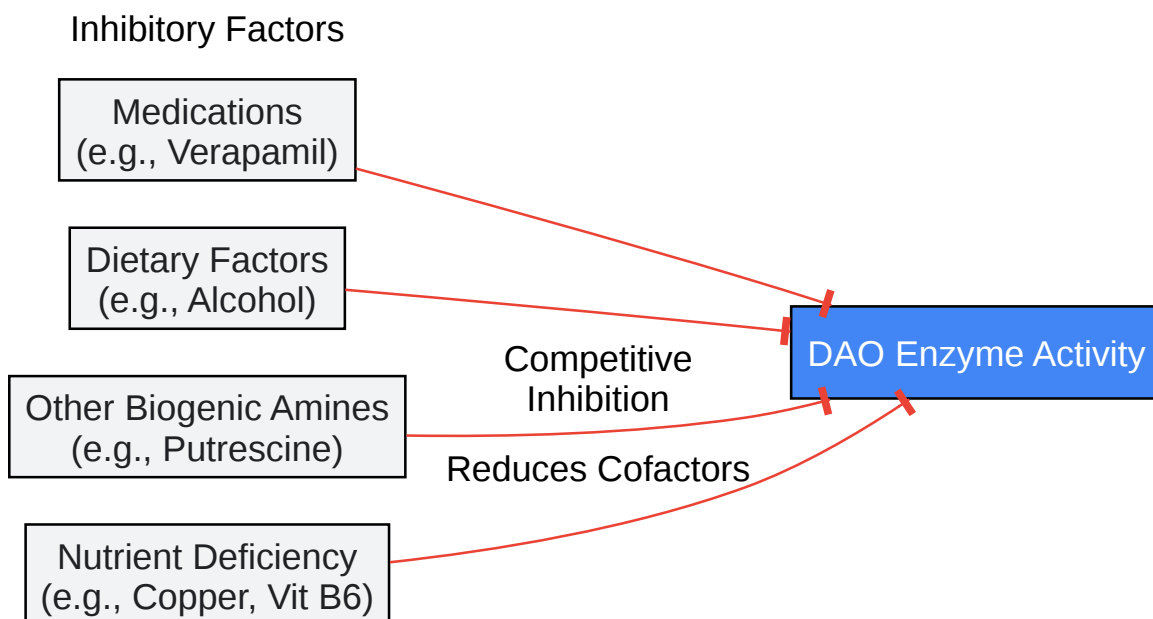 Inhibitory Factors
Medications
(e.g., Verapamil)
Dietary Factors
(e.g., Alcohol)
DAO Enzyme Activity
Competitive
Inhibition
Other Biogenic Amines
(e.g., Putrescine)
Reduces Cofactors
Nutrient Deficiency
(e.g., Copper, Vit B6)